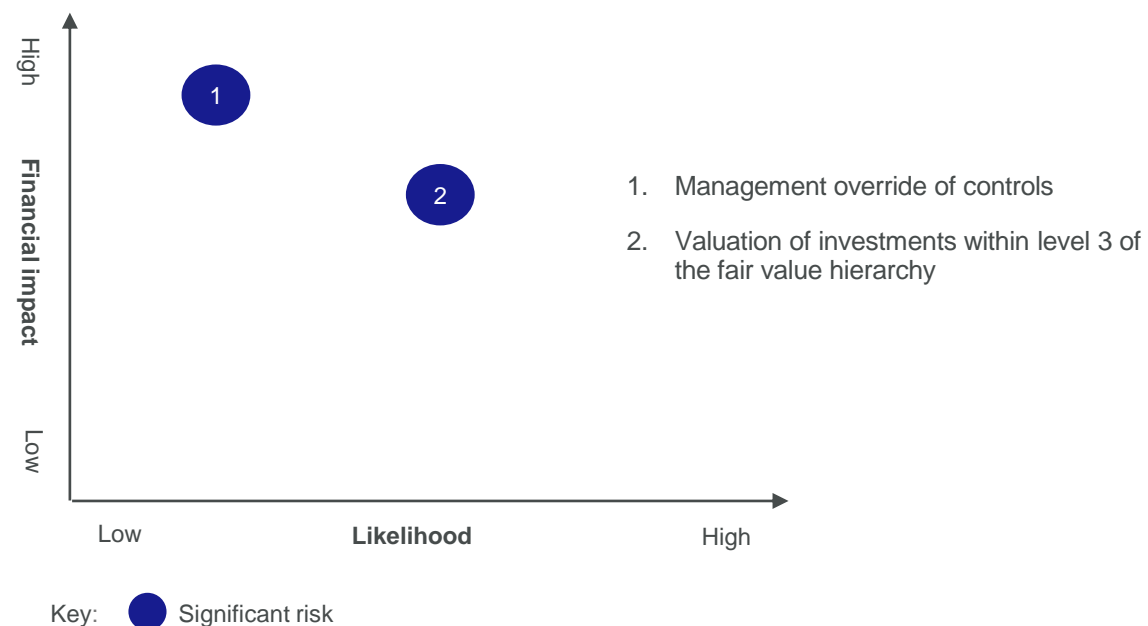 High
Financial impact
Low
1
2
1. Management override of controls
2. Valuation of investments within level 3 of
the fair value hierarchy
Low
Likelihood
High
Key:
Significant risk